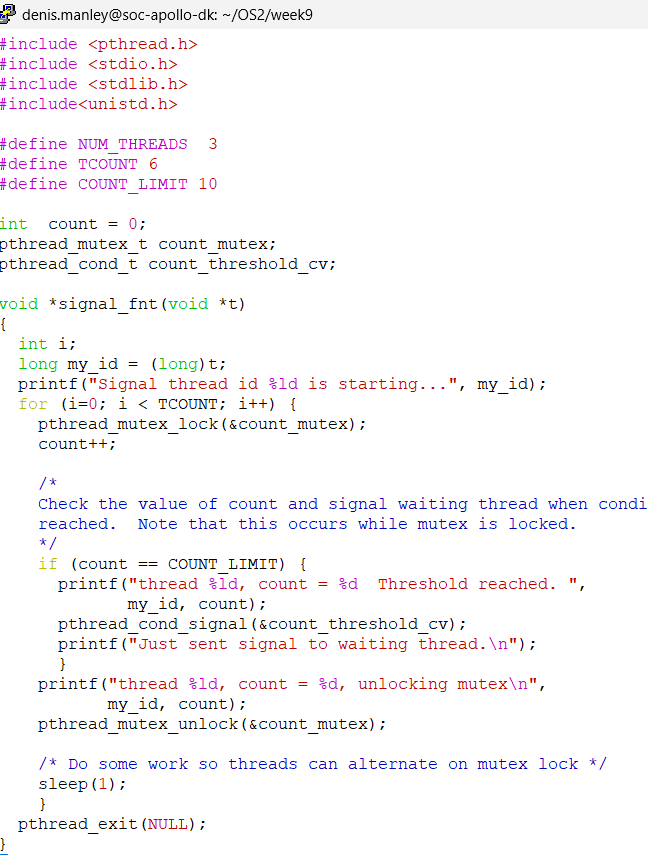 denis.manley@soc-apollo-dk: ~/OS2/week9
#include <pthread.h>
#include <stdio.h>
#include <stdlib.h>
#include<unistd.h>

#define NUM_THREADS  3
#define TCOUNT 6
#define COUNT_LIMIT 10

int  count = 0;
pthread_mutex_t count_mutex;
pthread_cond_t count_threshold_cv;

void *signal_fnt(void *t)
{
  int i;
  long my_id = (long)t;
  printf("Signal thread id %ld is starting...", my_id);
  for (i=0; i < TCOUNT; i++) {
    pthread_mutex_lock(&count_mutex);
    count++;

    /*
    Check the value of count and signal waiting thread when condi
    reached.  Note that this occurs while mutex is locked.
    */
    if (count == COUNT_LIMIT) {
      printf("thread %ld, count = %d  Threshold reached. ",
             my_id, count);
      pthread_cond_signal(&count_threshold_cv);
      printf("Just sent signal to waiting thread.\n");
      }
    printf("thread %ld, count = %d, unlocking mutex\n",
           my_id, count);
    pthread_mutex_unlock(&count_mutex);

    /* Do some work so threads can alternate on mutex lock */
    sleep(1);
    }
  pthread_exit(NULL);
}